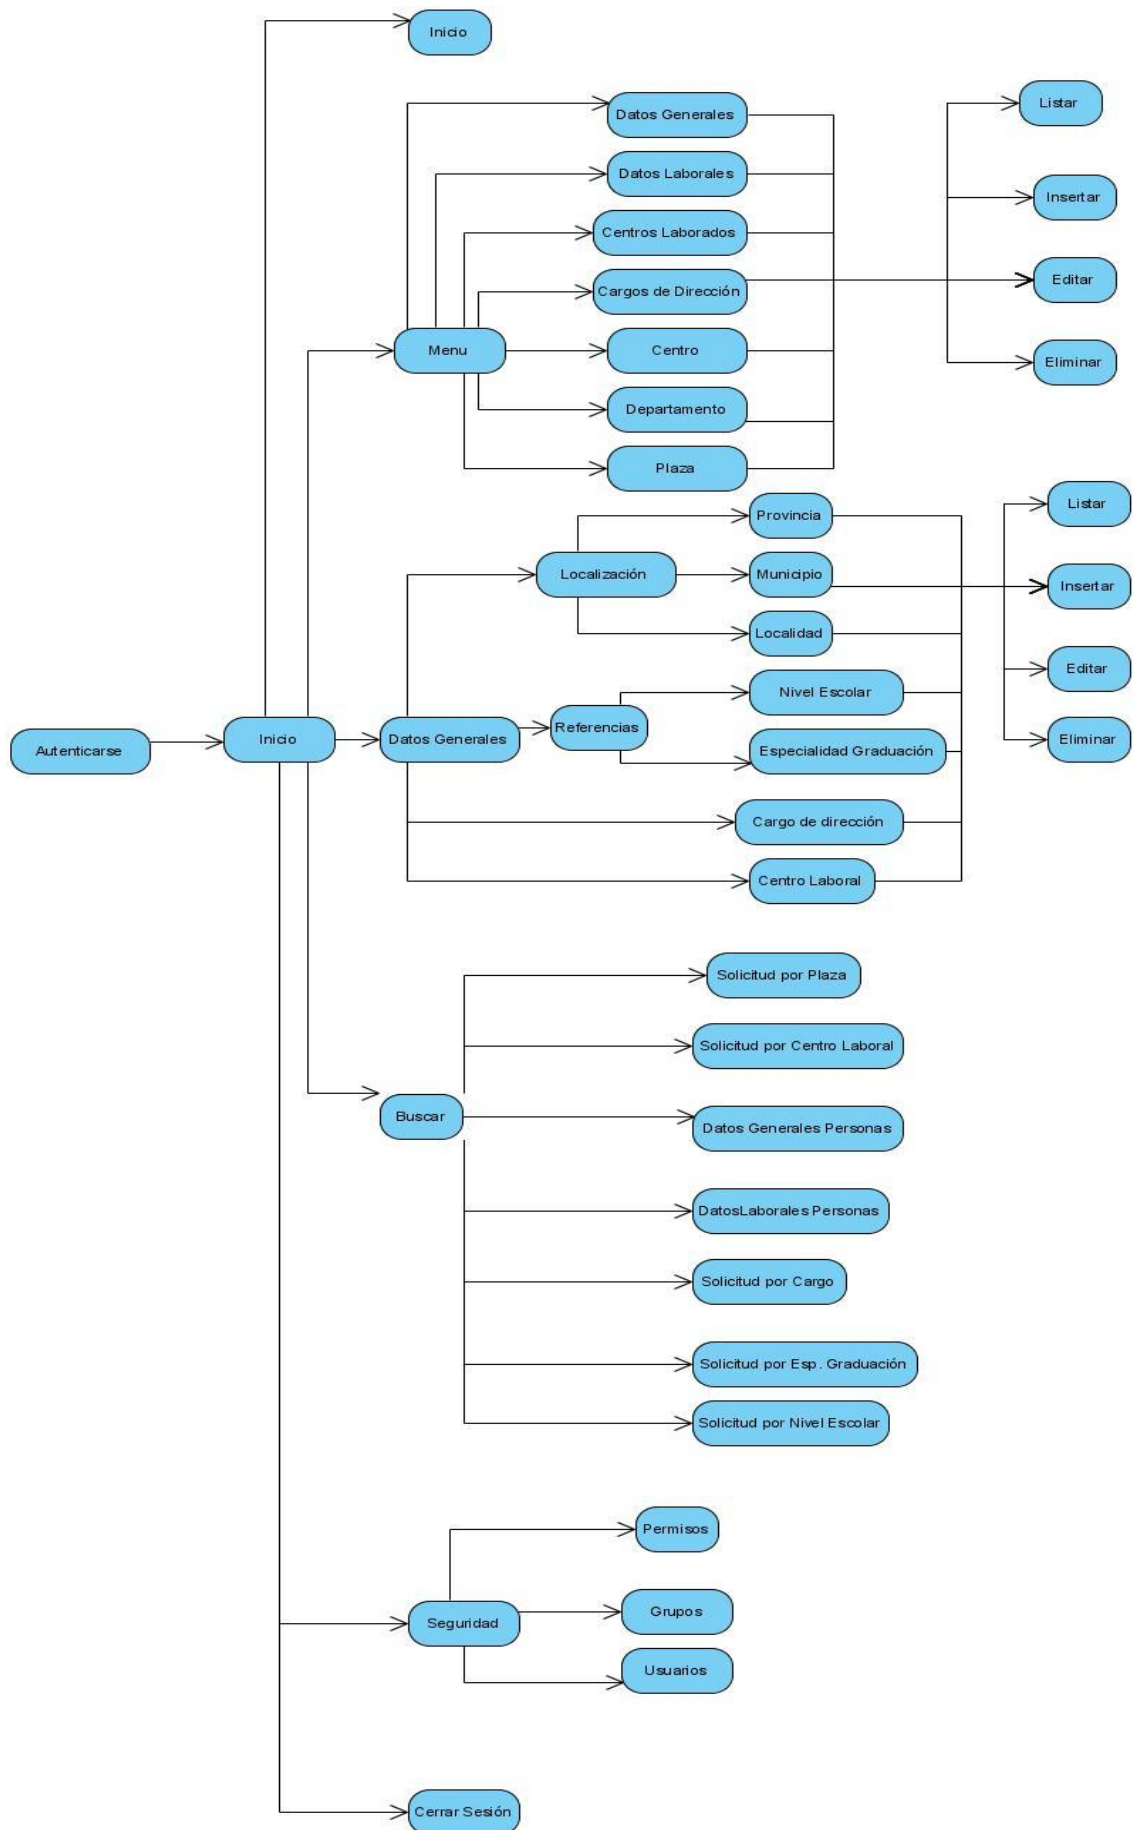 Inicio
Datos Generales
Listar
Datos Laborales
Insertar
Centros Laborados
Cargos de Dirección
Editar
Menu
Centro
Eliminar
Departamento
Plaza
Provincia
Listar
Localización
Municipio
Insertar
Localidad
Editar
Nivel Escolar
Autenticarse
Inicio
Datos Generales
Referencias
Especialidad Graduación
Eliminar
Cargo de dirección
Centro Laboral
Solicitud por Plaza
Solicitud por Centro Laboral
Buscar
Datos Generales Personas
DatosLaborales Personas
Solicitud por Cargo
Solicitud por Esp. Graduación
Solicitud por Nivel Escolar
Permisos
Seguridad
Grupos
Usuarios
Cerrar Sesión